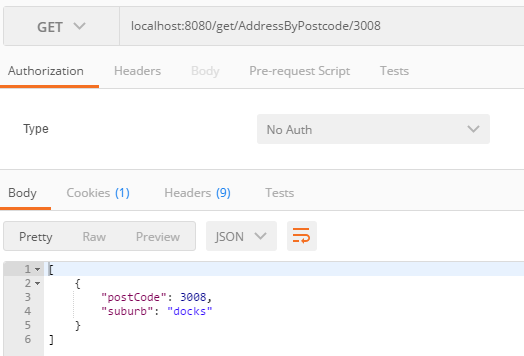 GET localhost:8080/get/AddressByPostcode/3008
Authorization Headers Body Pre-request Script Tests
Type No Auth
Body Cookies (1) Headers (9) Tests
Pretty Raw Preview JSON
1 [
2 {
3 "postCode": 3008,
4 "suburb": "docks"
5 }
6 ]